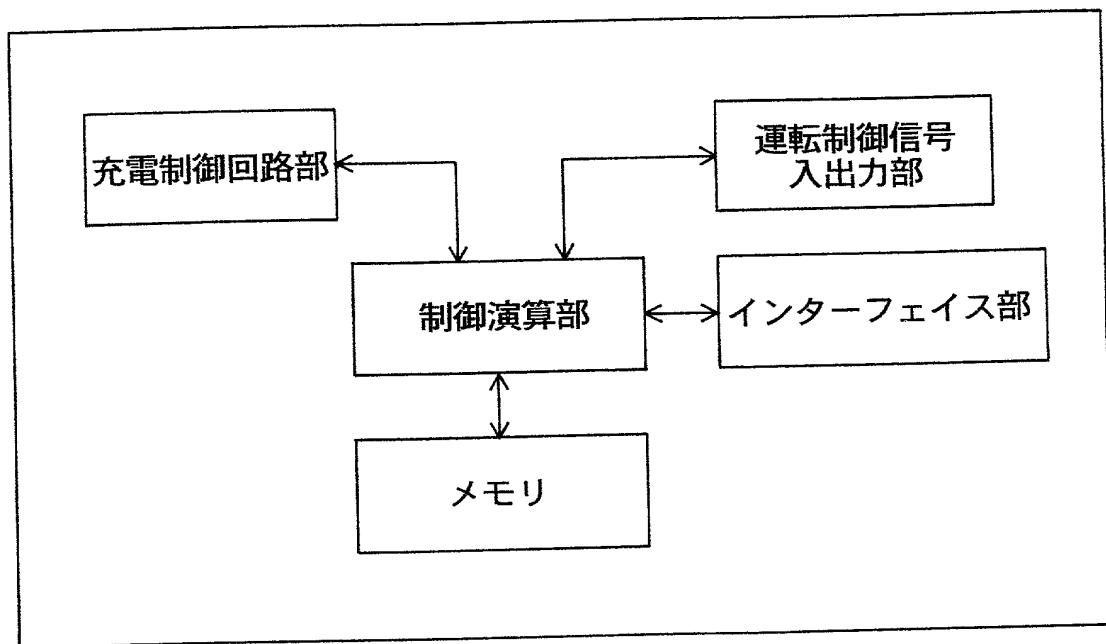 充電制御回路部
運転制御信号
入出力部
制御演算部
インターフェイス部
メモリ